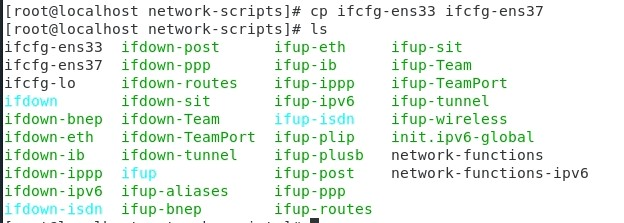 [root@localhost network-scripts]# cp ifcfg-ens33 ifcfg-ens37
[root@localhost network-scripts]# ls
ifcfg-ens33 ifdown-post ifup-eth ifup-sit
ifcfg-ens37 ifdown-ppp ifup-ib ifup-Team
ifcfg-lo ifdown-routes ifup-ippp ifup-TeamPort
ifdown ifdown-sit ifup-ipv6 ifup-tunnel
ifdown-bnep ifdown-Team ifup-isdn ifup-wireless
ifdown-eth ifdown-TeamPort ifup-plip init.ipv6-global
ifdown-ib ifdown-tunnel ifup-plusb network-functions
ifdown-ippp ifup ifup-post network-functions-ipv6
ifdown-ipv6 ifup-aliases ifup-ppp
ifdown-isdn ifup-bnep ifup-routes
[root@localhost network-scripts]#